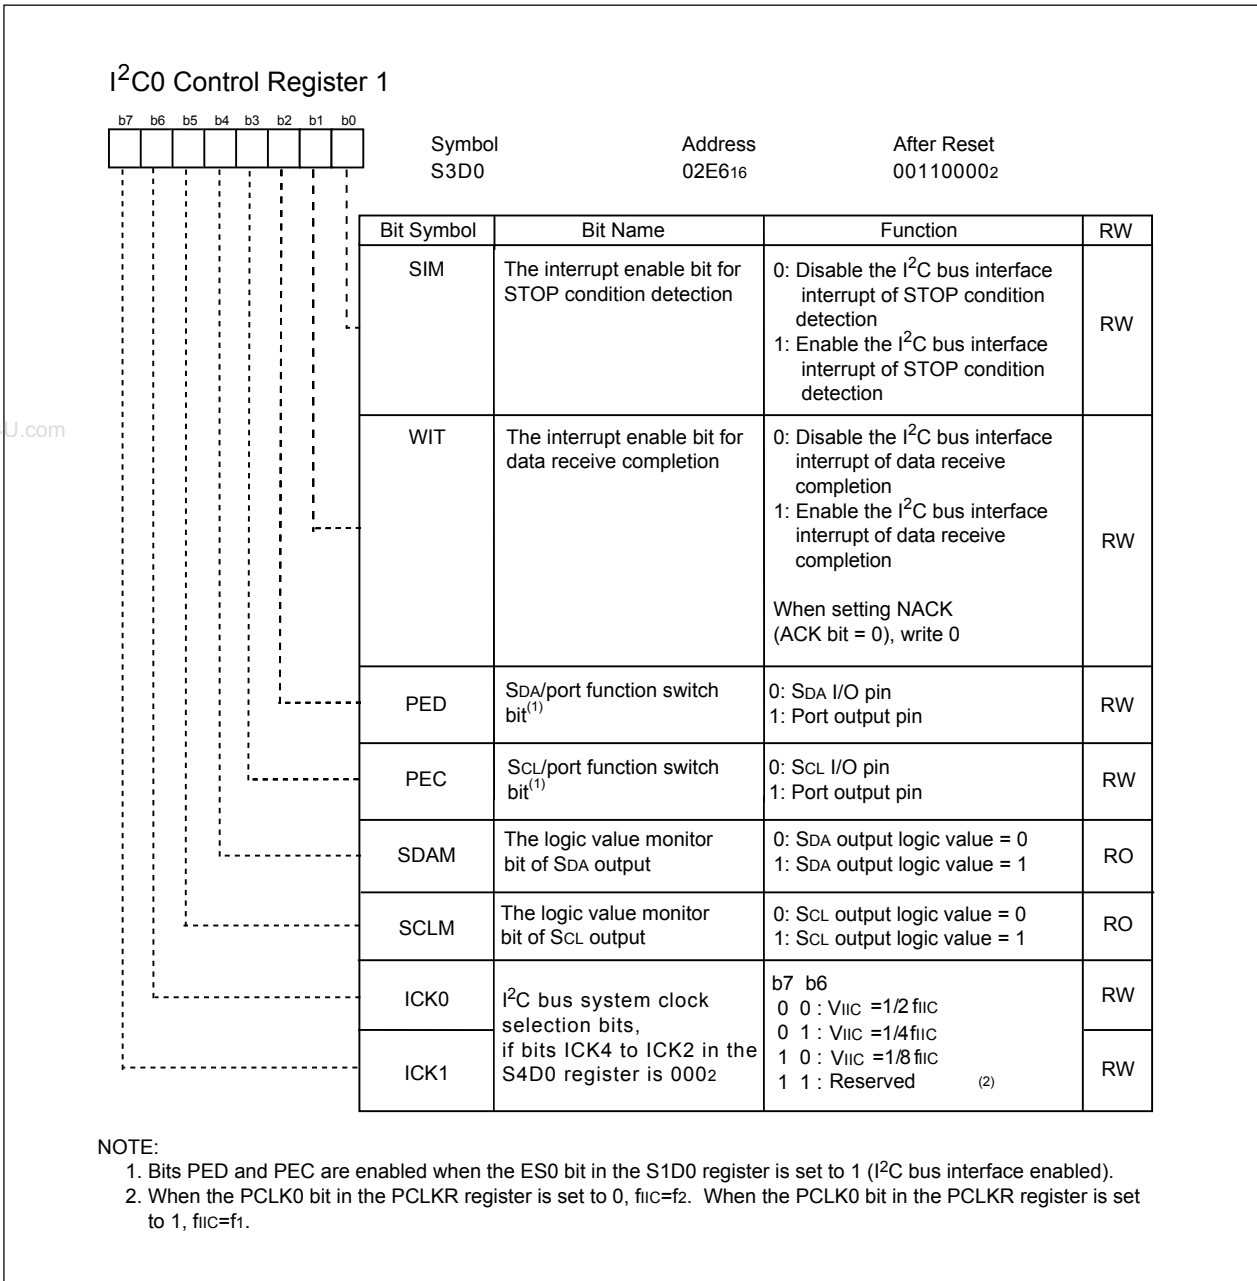 I²C0 Control Register 1
b7 b6 b5 b4 b3 b2 b1 b0
Symbol Address After Reset
S3D0 02E616 001100002
Bit Symbol Bit Name Function RW
SIM
The interrupt enable bit for
STOP condition detection
0: Disable the I²C bus interface
interrupt of STOP condition
detection
1: Enable the I²C bus interface
interrupt of STOP condition
detection
RW
U.com
WIT
The interrupt enable bit for
data receive completion
0: Disable the I²C bus interface
interrupt of data receive
completion
1: Enable the I²C bus interface
interrupt of data receive
completion
When setting NACK
(ACK bit = 0), write 0
RW
PED
SDA/port function switch
bit(1)
0: SDA I/O pin
1: Port output pin
RW
PEC
SCL/port function switch
bit(1)
0: SCL I/O pin
1: Port output pin
RW
SDAM
The logic value monitor
bit of SDA output
0: SDA output logic value = 0
1: SDA output logic value = 1
RO
SCLM
The logic value monitor
bit of SCL output
0: SCL output logic value = 0
1: SCL output logic value = 1
RO
ICK0
I²C bus system clock
selection bits,
if bits ICK4 to ICK2 in the
S4D0 register is 0002
b7 b6
0 0 : VIIC =1/2 fIIC
0 1 : VIIC =1/4fIIC
1 0 : VIIC =1/8 fIIC
1 1 : Reserved (2)
RW
ICK1
RW
NOTE:
1. Bits PED and PEC are enabled when the ES0 bit in the S1D0 register is set to 1 (I²C bus interface enabled).
2. When the PCLK0 bit in the PCLKR register is set to 0, fIIC=f2. When the PCLK0 bit in the PCLKR register is set
to 1, fIIC=f1.